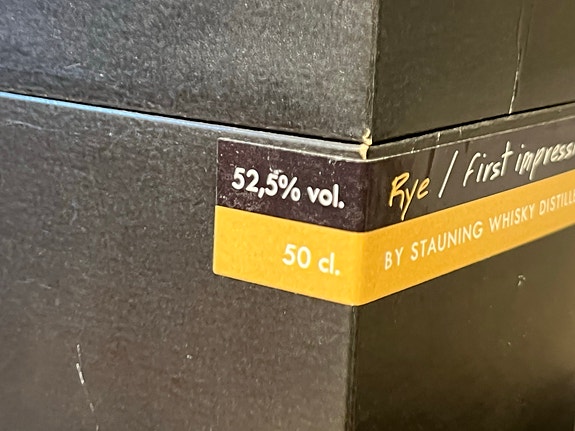 52,5% vol.
50 cl.
Rye / First
BY STAUNING WHISKY